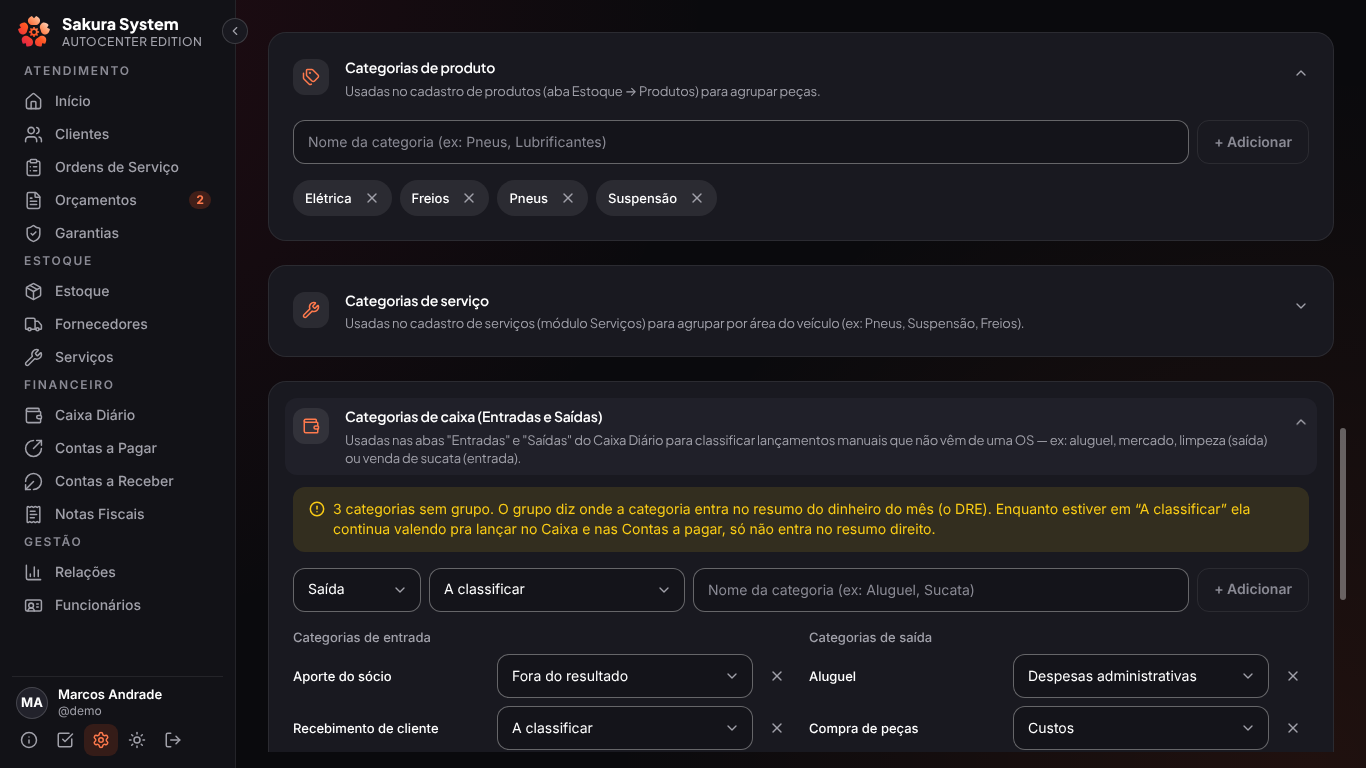 Sakura System
AUTOCENTER EDITION
ATENDIMENTO
Início
Clientes
Ordens de Serviço
Orçamentos 2
Garantias
ESTOQUE
Estoque
Fornecedores
Serviços
FINANCEIRO
Caixa Diário
Contas a Pagar
Contas a Receber
Notas Fiscais
GESTÃO
Relações
Funcionários
MA
Marcos Andrade
@demo
Categorias de produto
Usadas no cadastro de produtos (aba Estoque → Produtos) para agrupar peças.
Nome da categoria (ex: Pneus, Lubrificantes)
+ Adicionar
Elétrica
Freios
Pneus
Suspensão
Categorias de serviço
Usadas no cadastro de serviços (módulo Serviços) para agrupar por área do veículo (ex: Pneus, Suspensão, Freios).
Categorias de caixa (Entradas e Saídas)
Usadas nas abas "Entradas" e "Saídas" do Caixa Diário para classificar lançamentos manuais que não vêm de uma OS — ex: aluguel, mercado, limpeza (saída)
ou venda de sucata (entrada).
3 categorias sem grupo. O grupo diz onde a categoria entra no resumo do dinheiro do mês (o DRE). Enquanto estiver em “A classificar” ela
continua valendo pra lançar no Caixa e nas Contas a pagar, só não entra no resumo direito.
Saída
A classificar
Nome da categoria (ex: Aluguel, Sucata)
+ Adicionar
Categorias de entrada
Aporte do sócio
Fora do resultado
Recebimento de cliente
A classificar
Categorias de saída
Aluguel
Despesas administrativas
Compra de peças
Custos